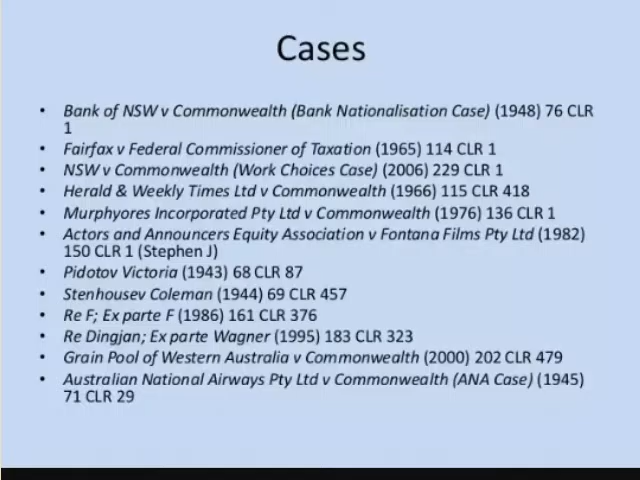 Cases
• Bank of NSW v Commonwealth (Bank Nationalisation Case) (1948) 76 CLR
1
• Fairfax v Federal Commissioner of Taxation (1965) 114 CLR 1
• NSW v Commonwealth (Work Choices Case) (2006) 229 CLR 1
• Herald & Weekly Times Ltd v Commonwealth (1966) 115 CLR 418
• Murphyores Incorporated Pty Ltd v Commonwealth (1976) 136 CLR 1
• Actors and Announcers Equity Association v Fontana Films Pty Ltd (1982)
150 CLR 1 (Stephen J)
• Pidotov Victoria (1943) 68 CLR 87
• Stenhousev Coleman (1944) 69 CLR 457
• Re F; Ex parte F (1986) 161 CLR 376
• Re Dingjan; Ex parte Wagner (1995) 183 CLR 323
• Grain Pool of Western Australia v Commonwealth (2000) 202 CLR 479
• Australian National Airways Pty Ltd v Commonwealth (ANA Case) (1945)
71 CLR 29